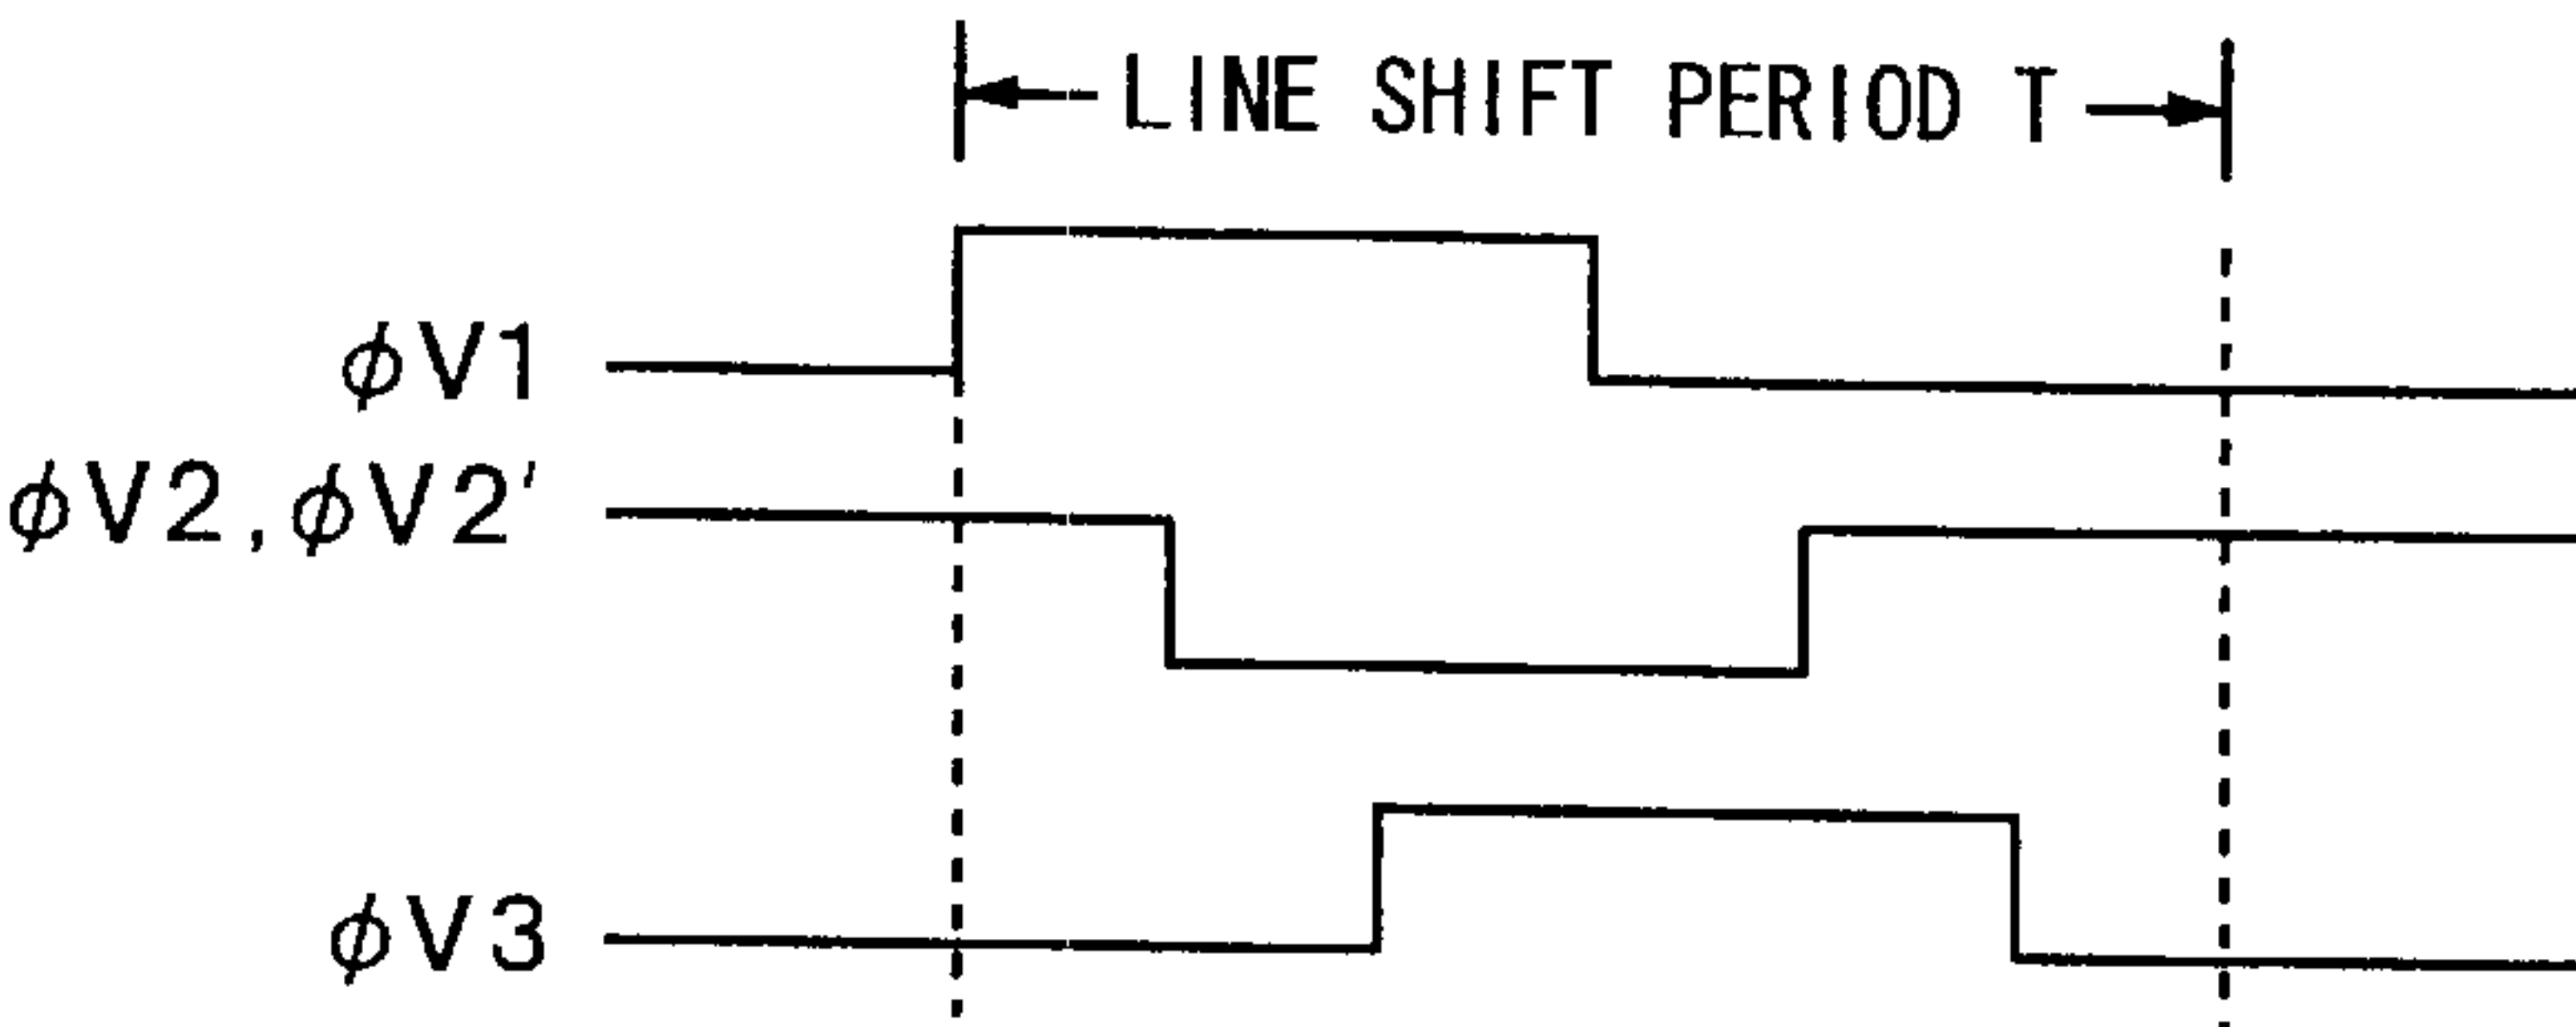 LINE SHIFT PERIOD T
φV1
φV2,φV2'
φV3